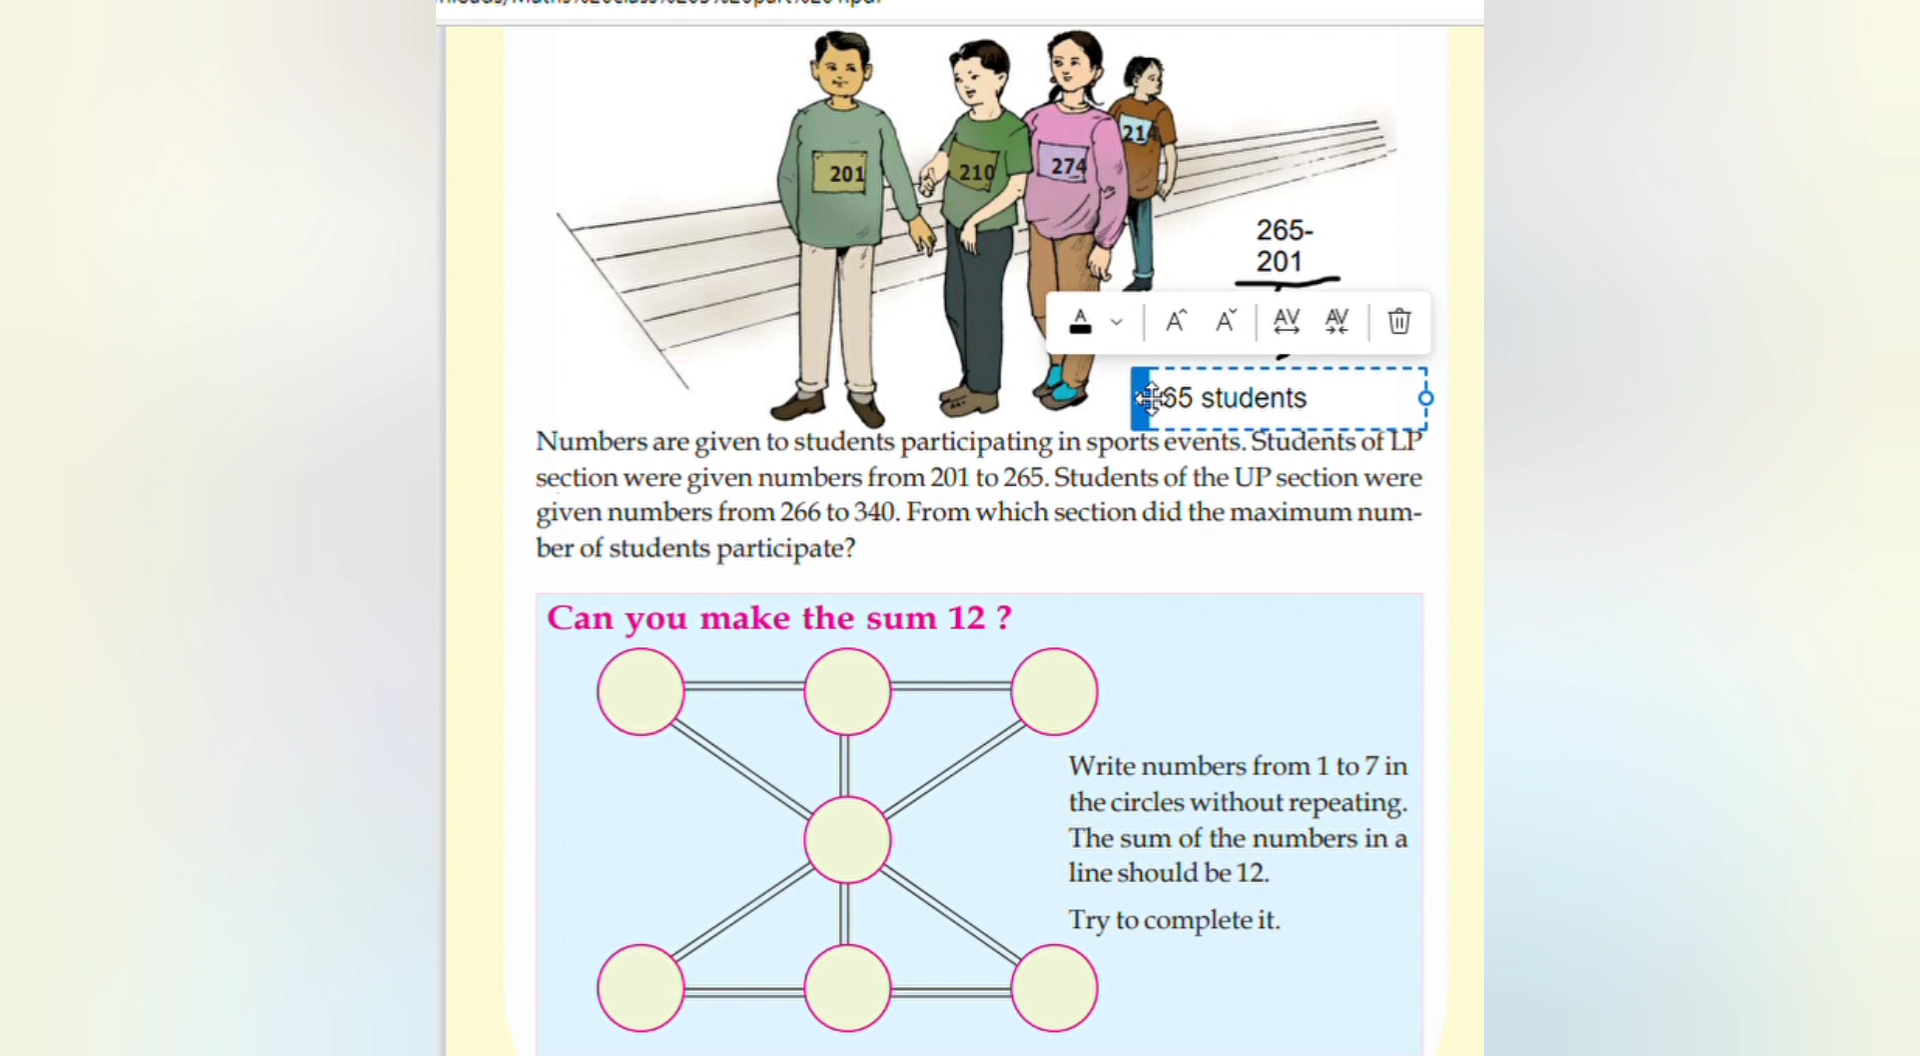 201
210
274
214
265-
201
65 students
Numbers are given to students participating in sports events. Students of LP
section were given numbers from 201 to 265. Students of the UP section were
given numbers from 266 to 340. From which section did the maximum num-
ber of students participate?
Can you make the sum 12 ?
Write numbers from 1 to 7 in
the circles without repeating.
The sum of the numbers in a
line should be 12.
Try to complete it.